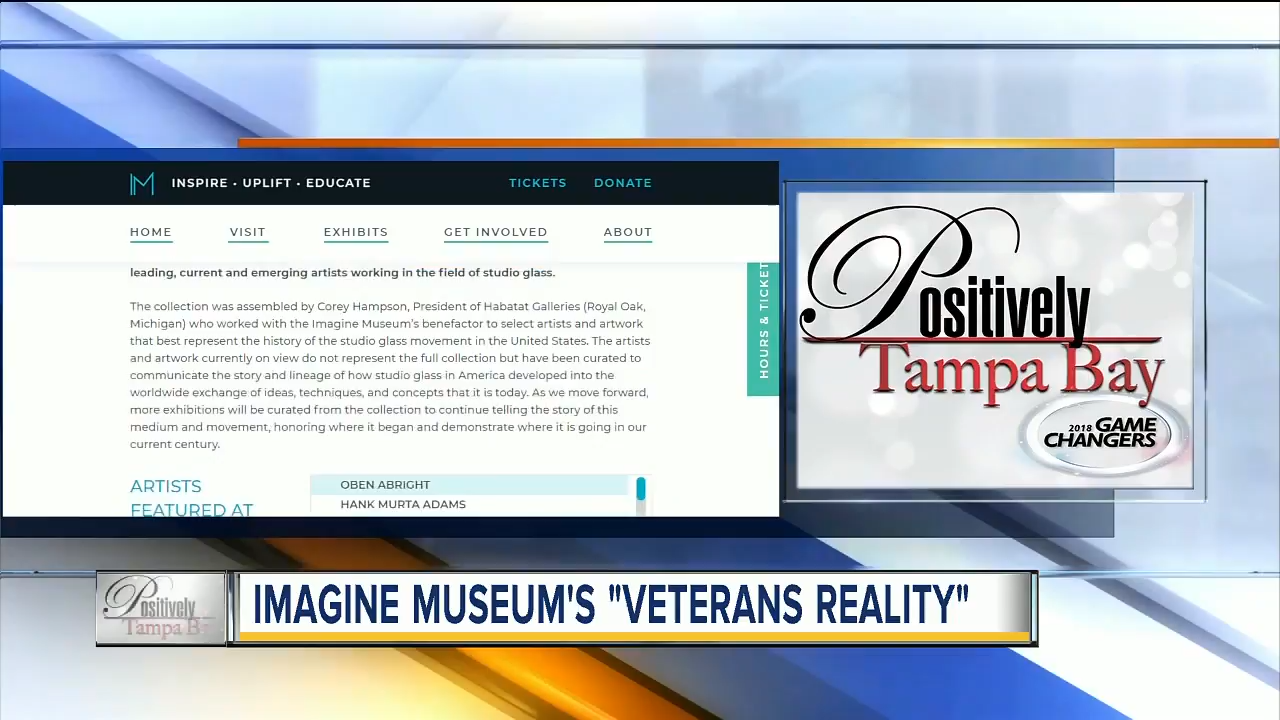 INSPIRE • UPLIFT • EDUCATE
TICKETS
DONATE
HOME
VISIT
EXHIBITS
GET INVOLVED
ABOUT
leading, current and emerging artists working in the field of studio glass.
HOURS & TICKET
The collection was assembled by Corey Hampson, President of Habatat Galleries (Royal Oak,
Michigan) who worked with the Imagine Museum's benefactor to select artists and artwork
that best represent the history of the studio glass movement in the United States. The artists
and artwork currently on view do not represent the full collection but have been curated to
communicate the story and lineage of how studio glass in America developed into the
worldwide exchange of ideas, techniques, and concepts that it is today. As we move forward,
more exhibitions will be curated from the collection to continue telling the story of this
medium and movement, honoring where it began and demonstrate where it is going in our
current century.
ARTISTS
FEATURED AT
OBEN ABRIGHT
HANK MURTA ADAMS
Positively
Tampa Bay
2018 GAME
CHANGERS
Positively
Tampa B
IMAGINE MUSEUM'S "VETERANS REALITY"